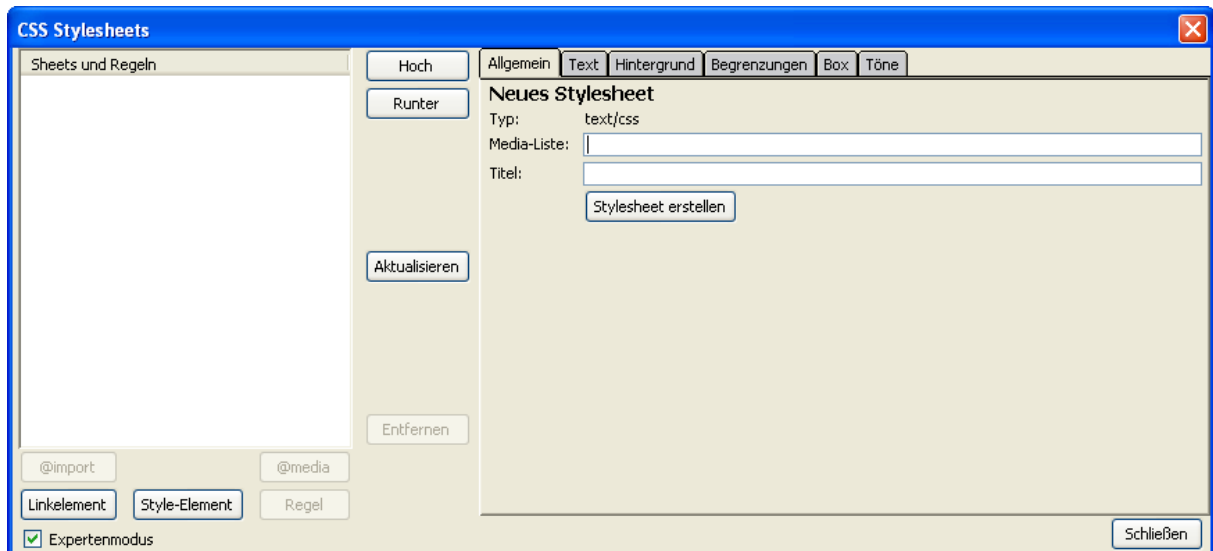 CSS Stylesheets
Sheets und Regeln
Hoch
Runter
Aktualisieren
Entfernen
@import
@media
Linkelement
Style-Element
Regel
Expertenmodus
Allgemein Text Hintergrund Begrenzungen Box Töne
Neues Stylesheet
Typ: text/css
Media-Liste:
Titel:
Stylesheet erstellen
Schließen